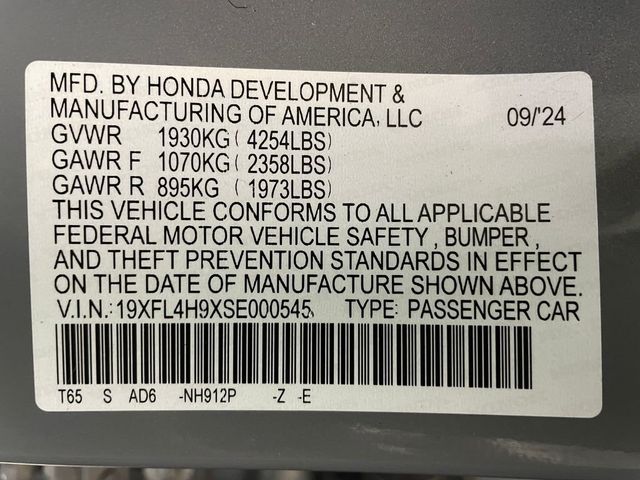 MFD. BY HONDA DEVELOPMENT &
MANUFACTURING OF AMERICA, LLC 09/'24
GVWR 1930KG ( 4254LBS)
GAWR F 1070KG ( 2358LBS)
GAWR R 895KG ( 1973LBS)
THIS VEHICLE CONFORMS TO ALL APPLICABLE
FEDERAL MOTOR VEHICLE SAFETY , BUMPER ,
AND THEFT PREVENTION STANDARDS IN EFFECT
ON THE DATE OF MANUFACTURE SHOWN ABOVE.
V.I.N.:19XFL4H9XSE000545 TYPE: PASSENGER CAR
T65 S AD6 -NH912P -Z -E